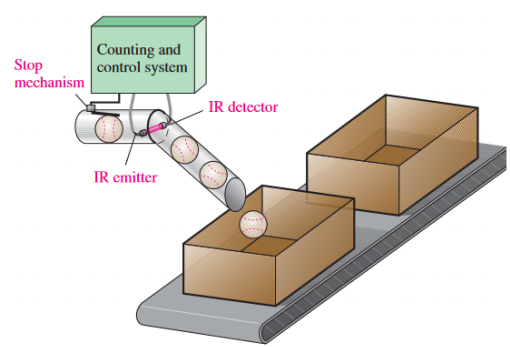 Counting and
control system
Stop
mechanism
IR detector
IR emitter